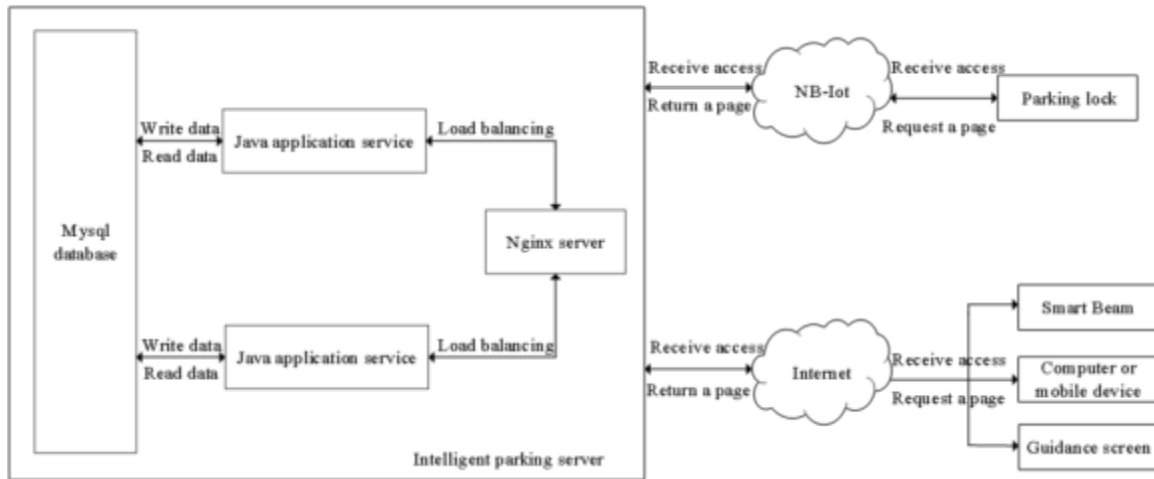 Mysql
database
Write data
Read data
Java application service
Load balancing
Nginx server
Write data
Read data
Java application service
Load balancing
Intelligent parking server
Receive access
Return a page
NB-Iot
Receive access
Request a page
Parking lock
Receive access
Return a page
Internet
Receive access
Request a page
Smart Beam
Computer or
mobile device
Guidance screen